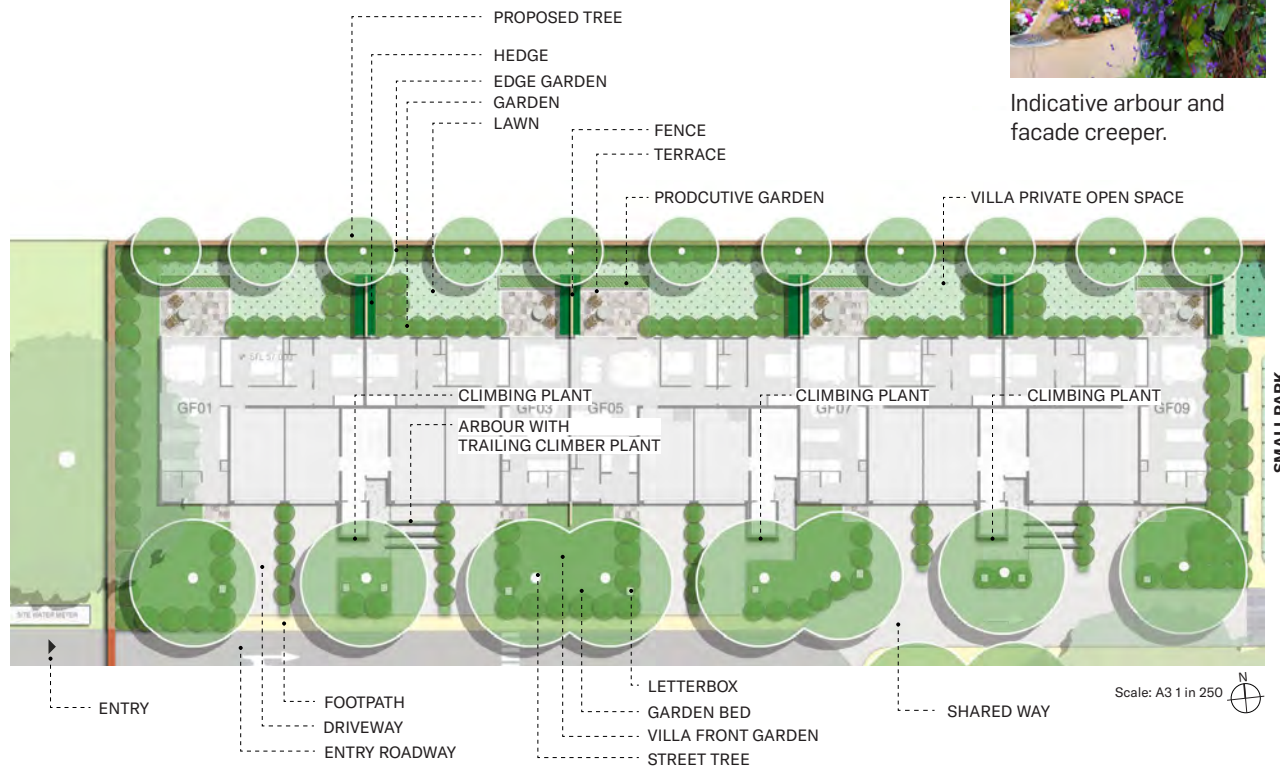 PROPOSED TREE
HEDGE
EDGE GARDEN
GARDEN
LAWN
FENCE
TERRACE
PRODCUTIVE GARDEN
VILLA PRIVATE OPEN SPACE
Indicative arbour and
facade creeper.
GF01
GF03
GF05
GF07
GF09
CLIMBING PLANT
CLIMBING PLANT
CLIMBING PLANT
ARBOUR WITH
TRAILING CLIMBER PLANT
SMALL PARK
SITE WATER METER
ENTRY
FOOTPATH
DRIVEWAY
ENTRY ROADWAY
LETTERBOX
GARDEN BED
VILLA FRONT GARDEN
STREET TREE
SHARED WAY
Scale: A3 1 in 250
N